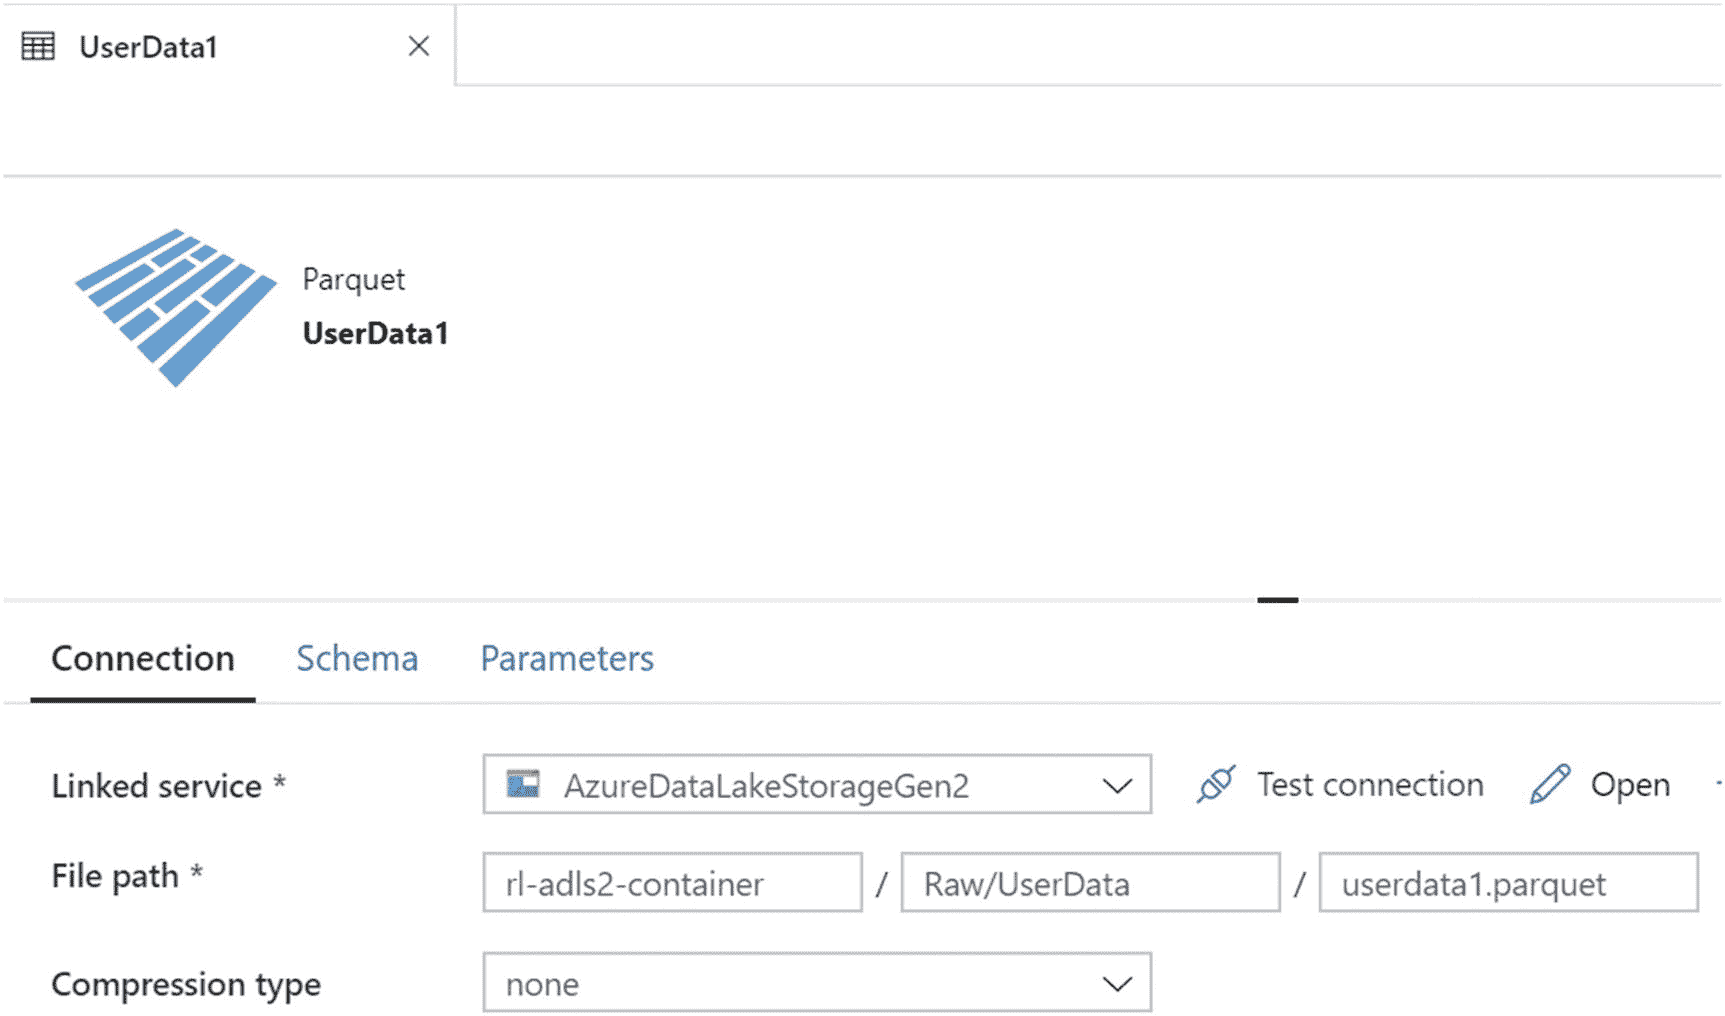 UserData1
Parquet
UserData1
Connection Schema Parameters
Linked service * AzureDataLakeStorageGen2 Test connection Open
File path * rl-adls2-container / Raw/UserData / userdata1.parquet
Compression type none